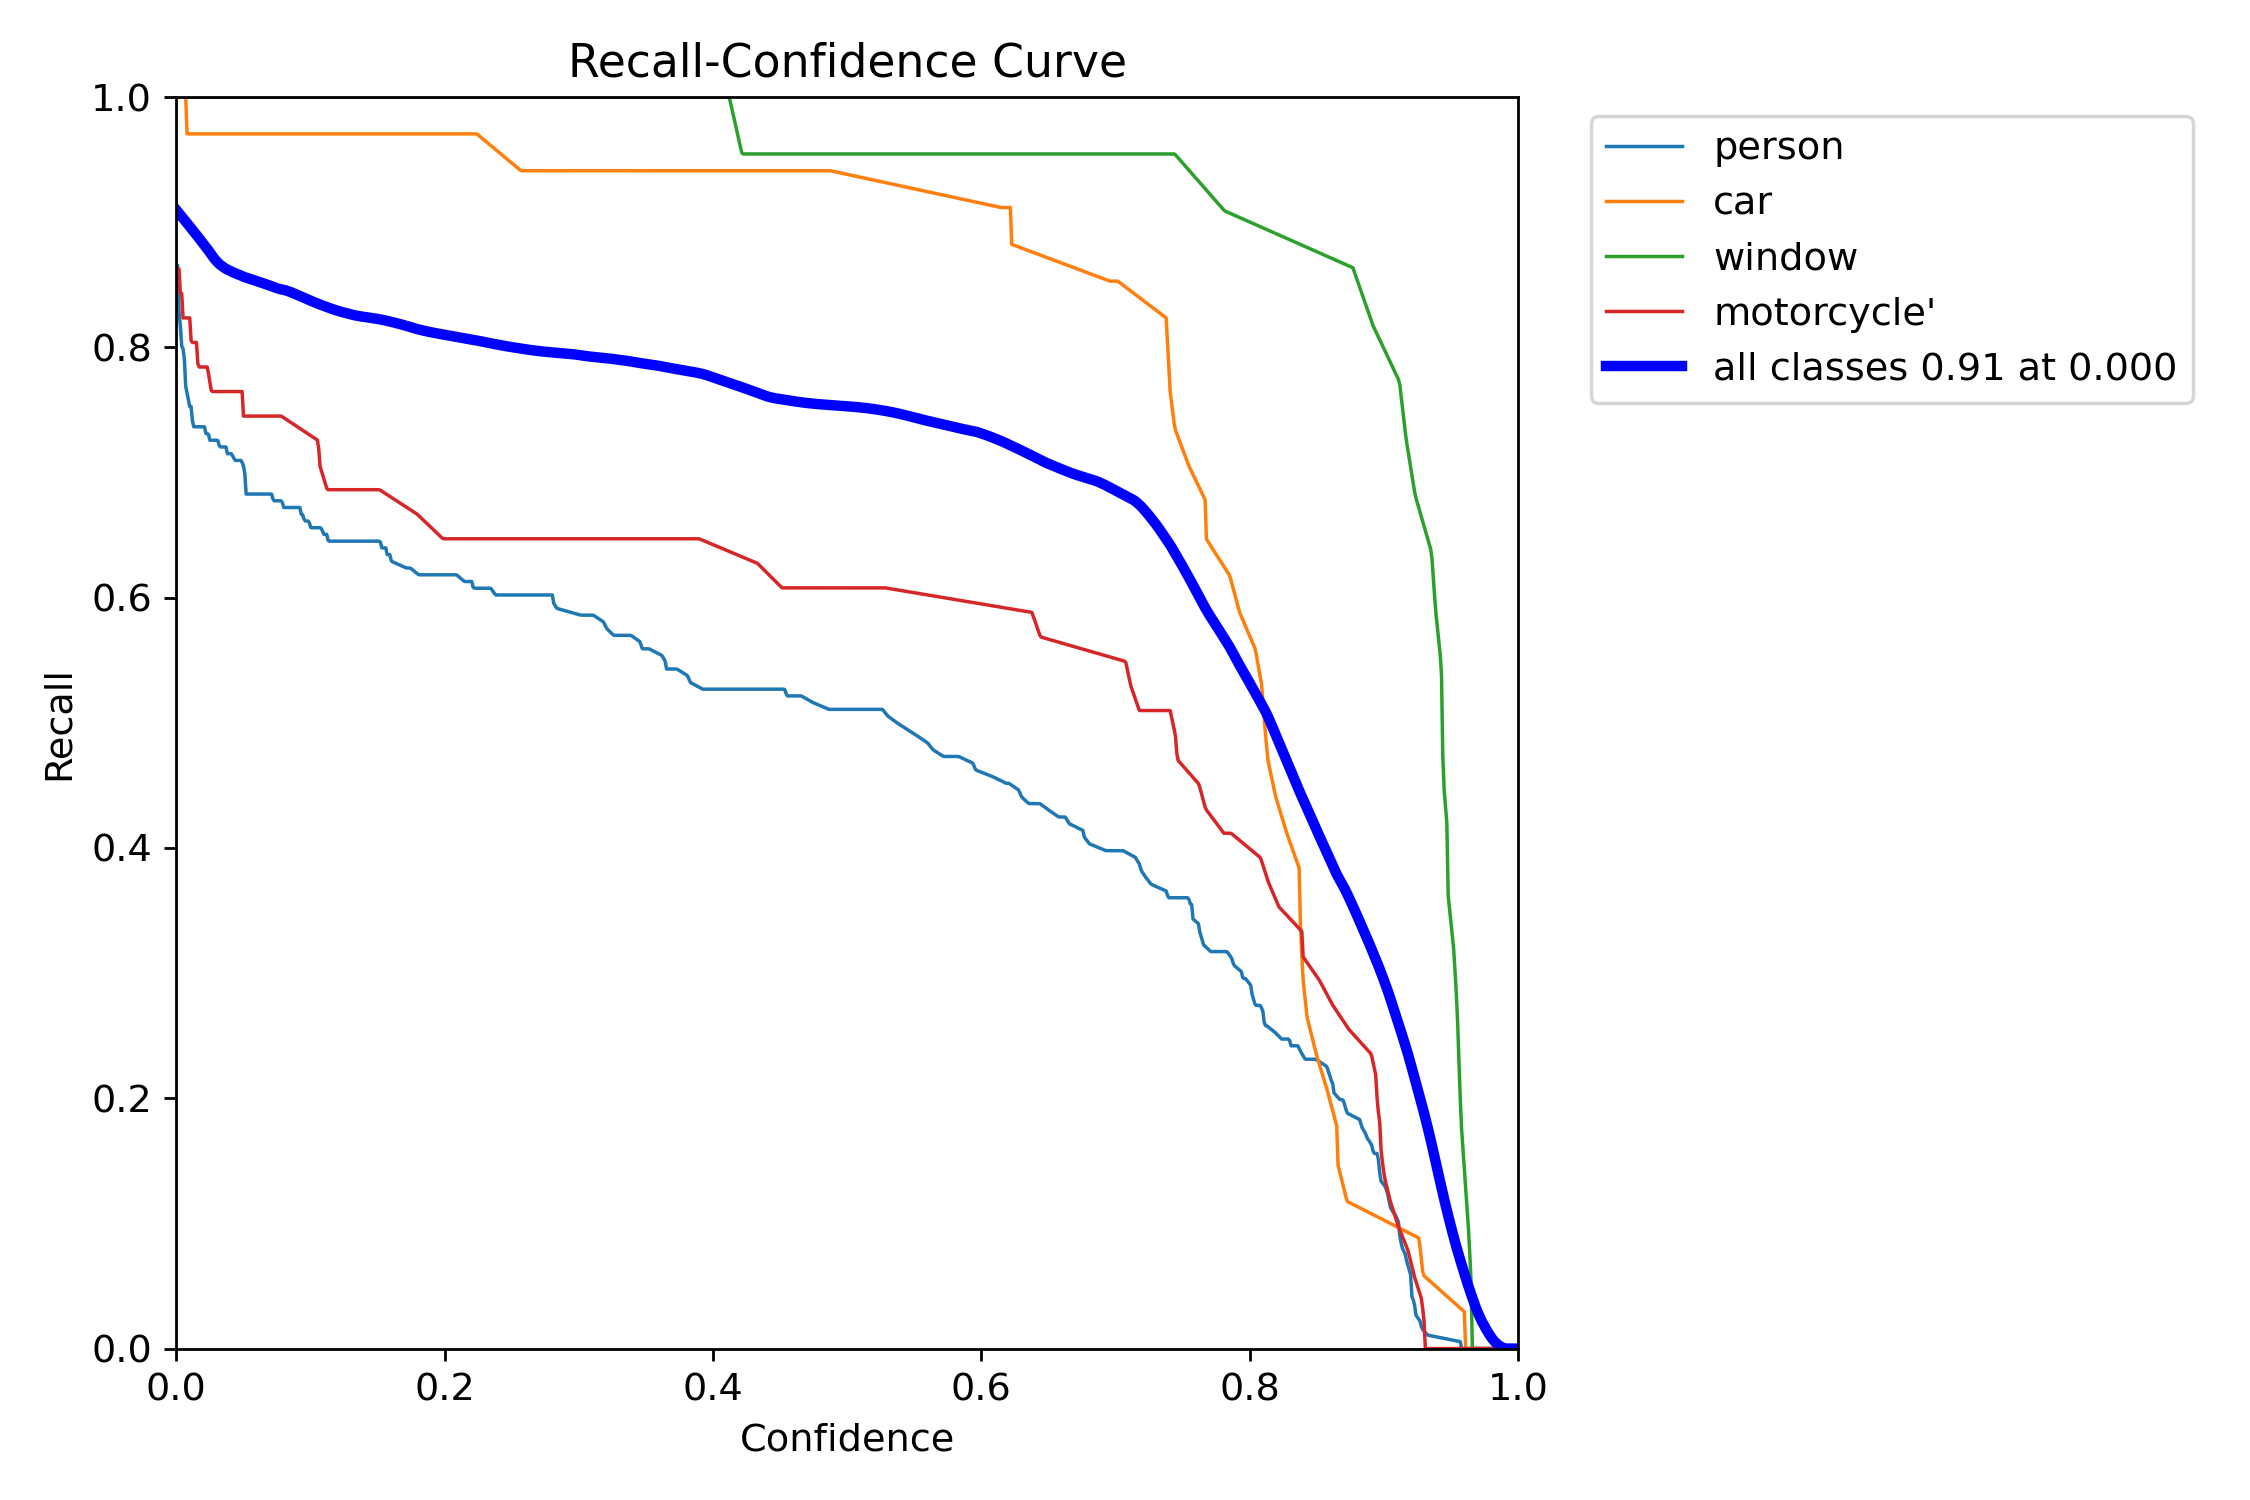 Recall-Confidence Curve
1.0
0.8
0.6
0.4
0.2
0.0
Recall
0.0 0.2 0.4 0.6 0.8 1.0
Confidence
person
car
window
motorcycle'
all classes 0.91 at 0.000